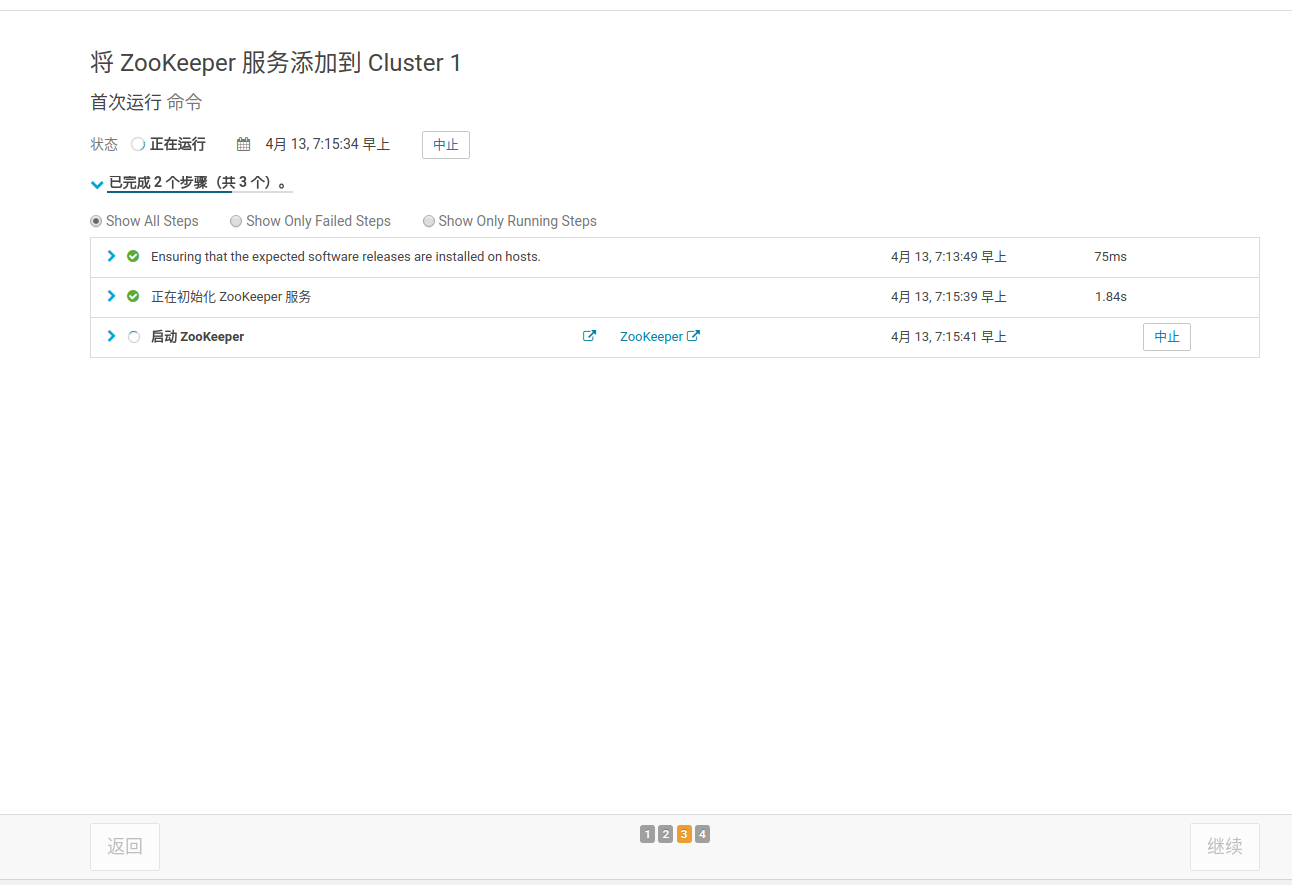 将 ZooKeeper 服务添加到 Cluster 1
首次运行 命令
状态 正在运行 4月 13, 7:15:34 早上 中止
已完成 2 个步骤（共 3 个）。
Show All Steps Show Only Failed Steps Show Only Running Steps
Ensuring that the expected software releases are installed on hosts. 4月 13, 7:13:49 早上 75ms
正在初始化 ZooKeeper 服务 4月 13, 7:15:39 早上 1.84s
启动 ZooKeeper ZooKeeper 4月 13, 7:15:41 早上 中止
返回 1 2 3 4 继续